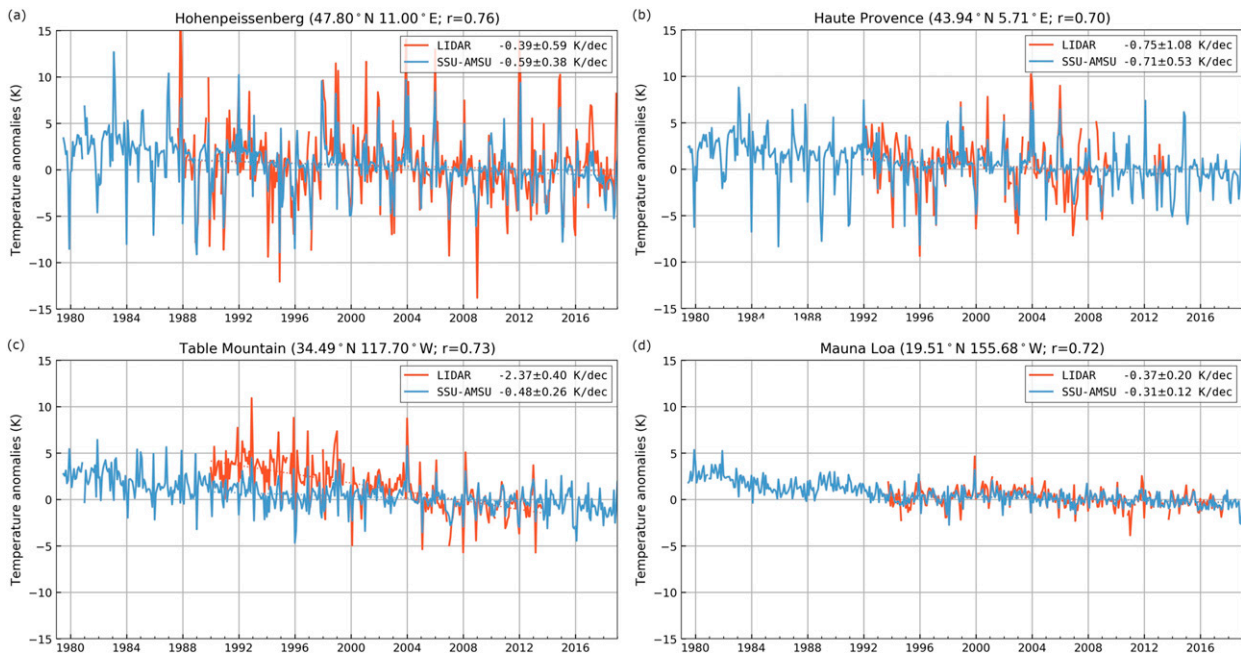 (a)
Hohenpeissenberg (47.80°N 11.00°E; r=0.76)
LIDAR -0.39±0.59 K/dec
SSU-AMSU -0.59±0.38 K/dec
Temperature anomalies (K)
15
10
5
0
−5
−10
−15
1980 1984 1988 1992 1996 2000 2004 2008 2012 2016
(b)
Haute Provence (43.94°N 5.71°E; r=0.70)
LIDAR -0.75±1.08 K/dec
SSU-AMSU -0.71±0.53 K/dec
Temperature anomalies (K)
15
10
5
0
−5
−10
−15
1980 1984 1988 1992 1996 2000 2004 2008 2012 2016
(c)
Table Mountain (34.49°N 117.70°W; r=0.73)
LIDAR -2.37±0.40 K/dec
SSU-AMSU -0.48±0.26 K/dec
Temperature anomalies (K)
15
10
5
0
−5
−10
−15
1980 1984 1988 1992 1996 2000 2004 2008 2012 2016
(d)
Mauna Loa (19.51°N 155.68°W; r=0.72)
LIDAR -0.37±0.20 K/dec
SSU-AMSU -0.31±0.12 K/dec
Temperature anomalies (K)
15
10
5
0
−5
−10
−15
1980 1984 1988 1992 1996 2000 2004 2008 2012 2016